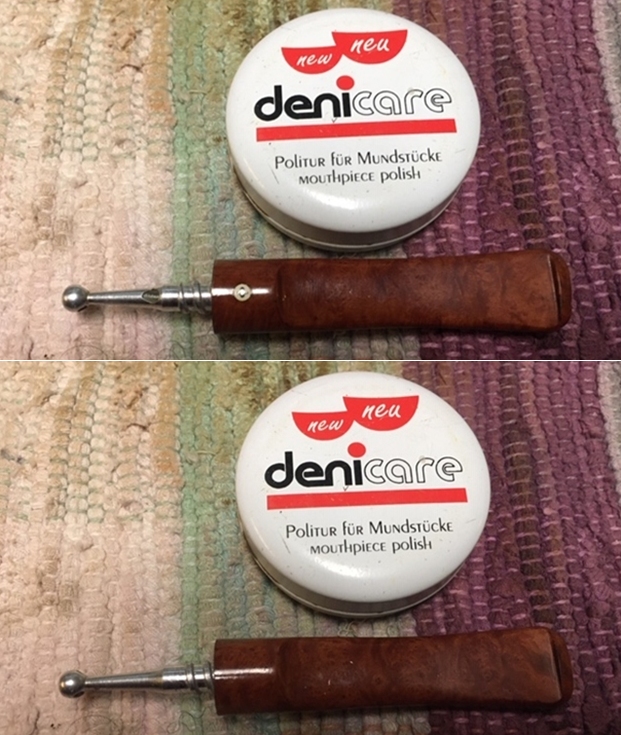 new neu
denicare
Politur für Mundstücke
mouthpiece polish
new neu
denicare
Politur für Mundstücke
mouthpiece polish